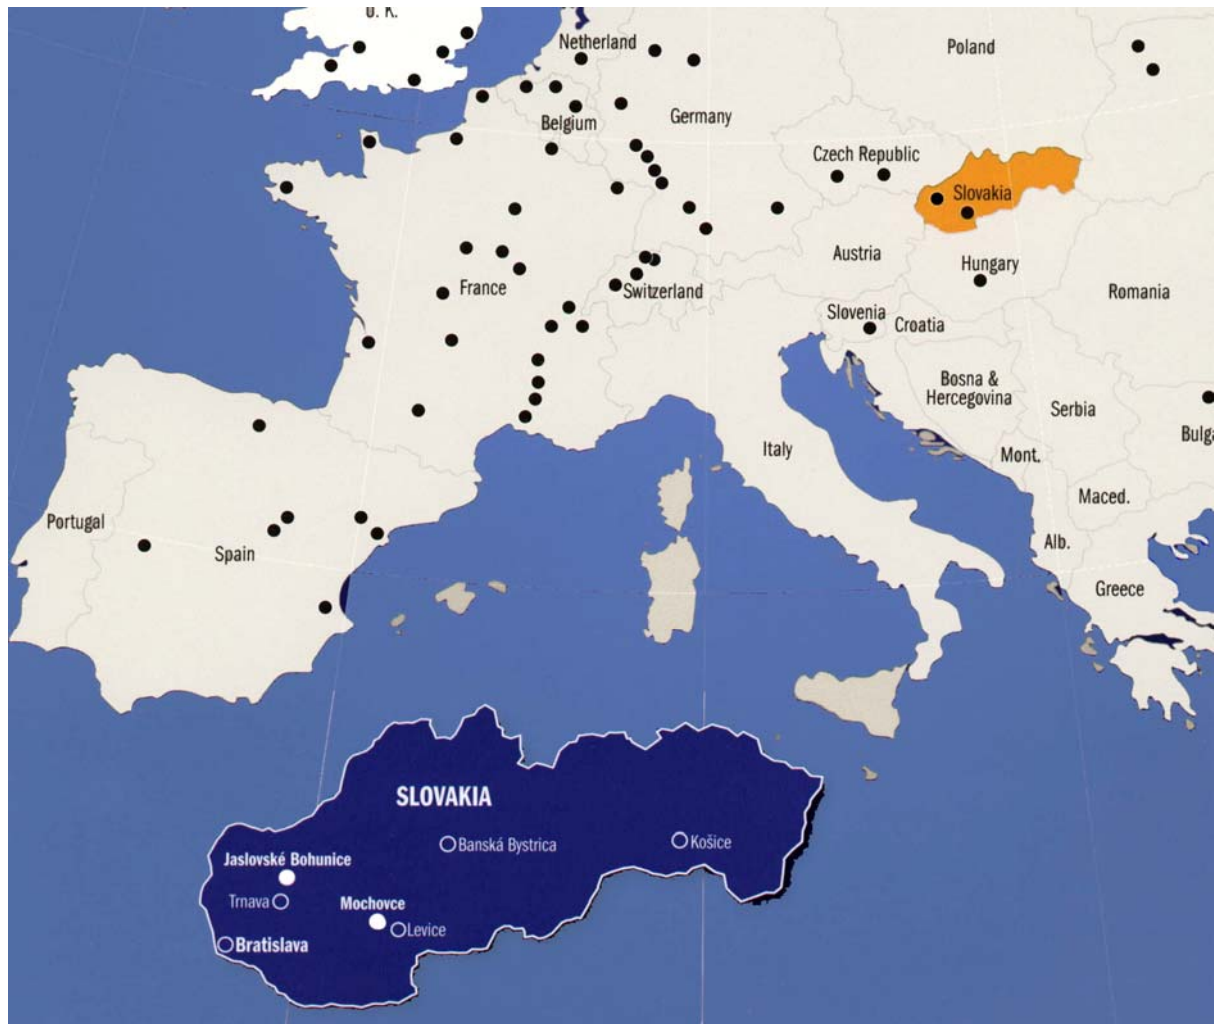 U. K.
Netherland
Poland
Belgium
Germany
Czech Republic
Slovakia
Austria
Hungary
France
Switzerland
Romania
Slovenia
Croatia
Bosna &
Hercegovina
Serbia
Italy
Mont.
Bulga
Maced.
Portugal
Spain
Alb.
Greece
SLOVAKIA
Banská Bystrica
Košice
Jaslovské Bohunice
Trnava
Mochovce
Levice
Bratislava